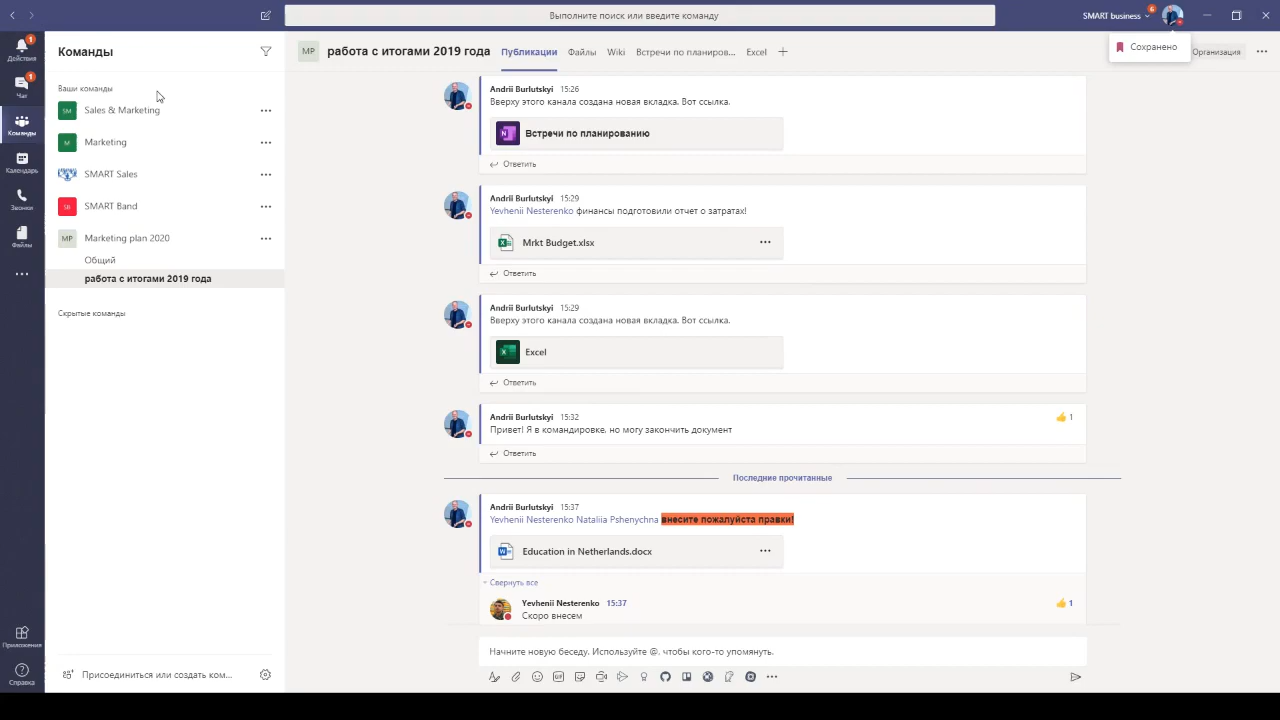 Выполните поиск или введите команду
SMART business
6
Сохранено
Организация
1
Действия
1
Чат
Команды
Календарь
Звонки
Файлы
Приложения
Справка
Команды
Ваши команды
SM Sales & Marketing
M Marketing
SMART Sales
SB SMART Band
MP Marketing plan 2020
Общий
работа с итогами 2019 года
Скрытые команды
Присоединиться или создать ком...
MP работа с итогами 2019 года Публикации Файлы Wiki Встречи по планиров... Excel
Andrii Burlutskyi 15:26
Вверху этого канала создана новая вкладка. Вот ссылка.
Встречи по планированию
Ответить
Andrii Burlutskyi 15:29
Yevhenii Nesterenko финансы подготовили отчет о затратах!
Mrkt Budget.xlsx
Ответить
Andrii Burlutskyi 15:29
Вверху этого канала создана новая вкладка. Вот ссылка.
Excel
Ответить
Andrii Burlutskyi 15:32 1
Привет! Я в командировке, но могу закончить документ
Ответить
Последние прочитанные
Andrii Burlutskyi 15:37
Yevhenii Nesterenko Nataliia Pshenychna внесите пожалуйста правки!
Education in Netherlands.docx
Свернуть все
Yevhenii Nesterenko 15:37 1
Скоро внесем
Начните новую беседу. Используйте @, чтобы кого-то упомянуть.
GIF